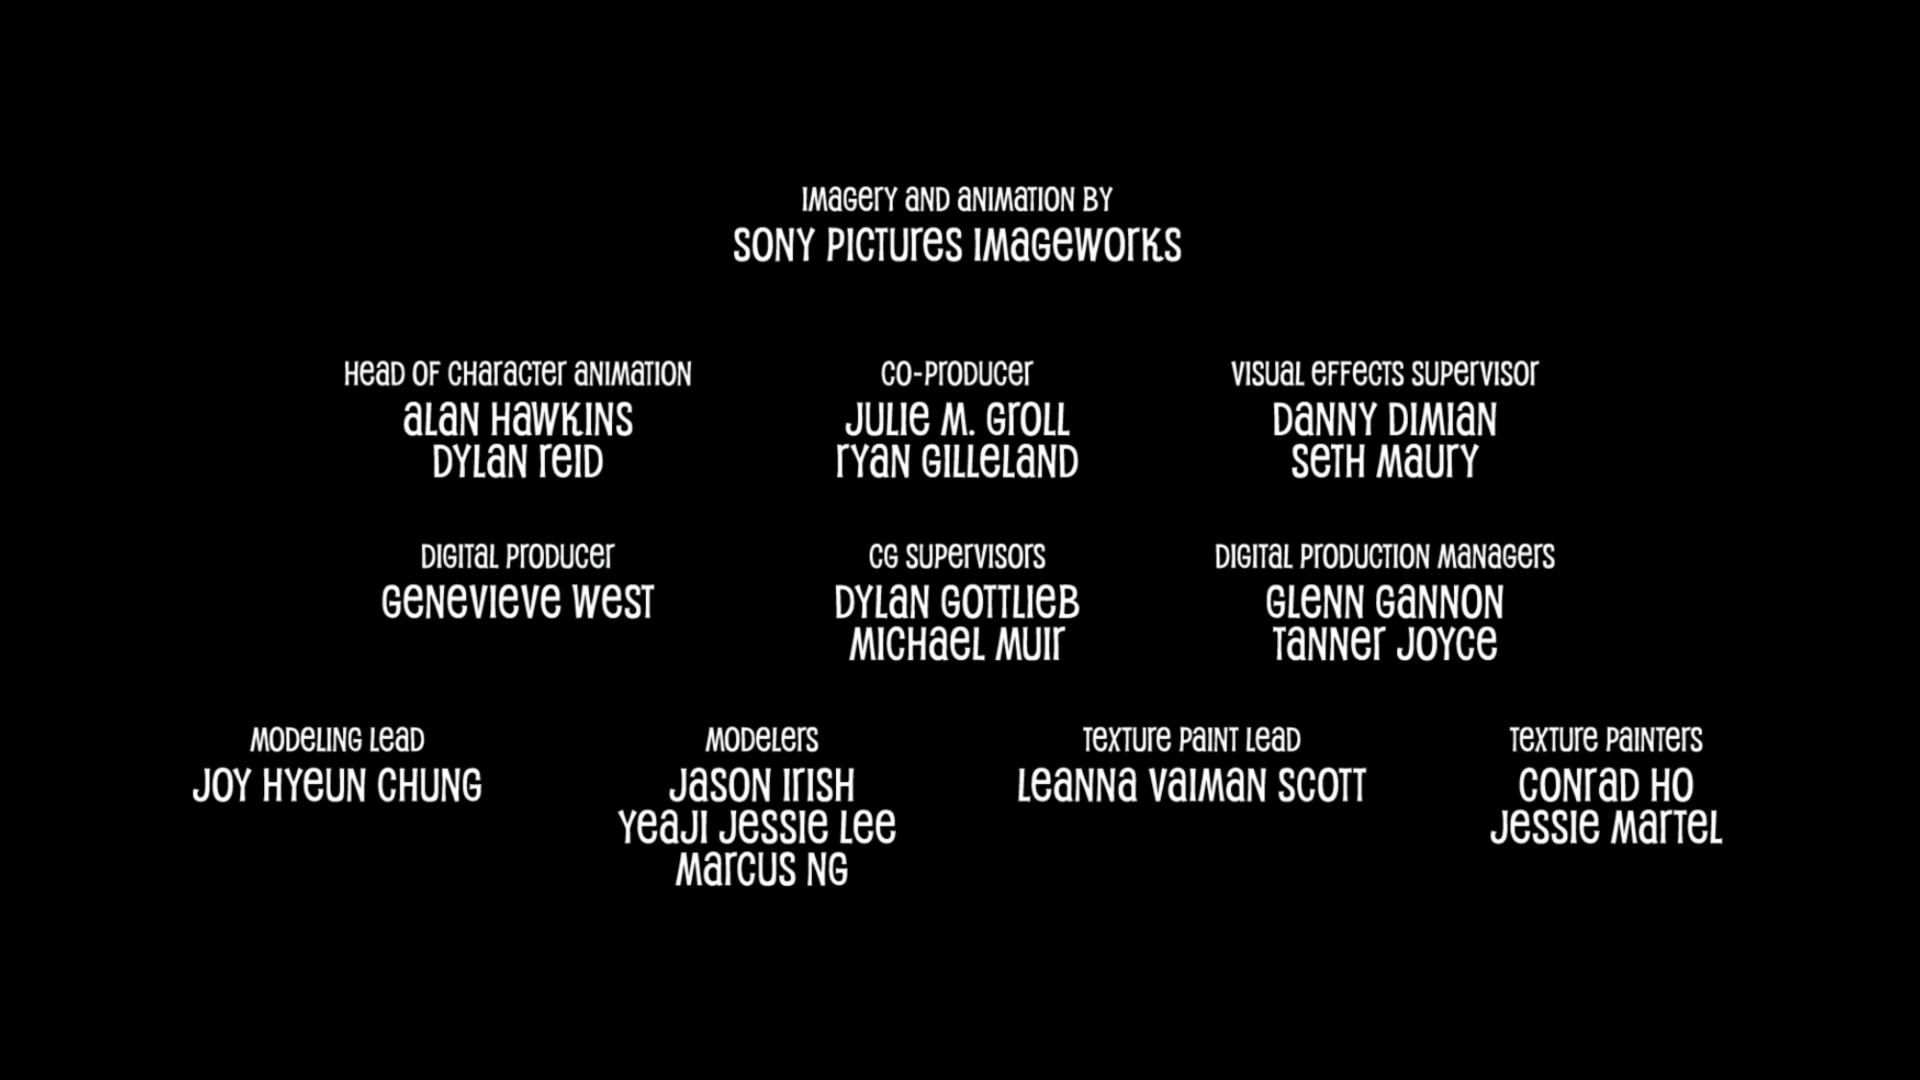 Imagery and Animation by
Sony Pictures Imageworks
Head of Character Animation
Alan Hawkins
Dylan Reid
Co-Producer
Julie M. Groll
Ryan Gilleland
Visual Effects Supervisor
Danny Dimian
Seth Maury
Digital Producer
Genevieve West
CG Supervisors
Dylan Gottlieb
Michael Muir
Digital Production Managers
Glenn Gannon
Tanner Joyce
Modeling Lead
Joy Hyeun Chung
Modelers
Jason Irish
Yeaji Jessie Lee
Marcus Ng
Texture Paint Lead
Leanna Vaiman Scott
Texture Painters
Conrad Ho
Jessie Martel